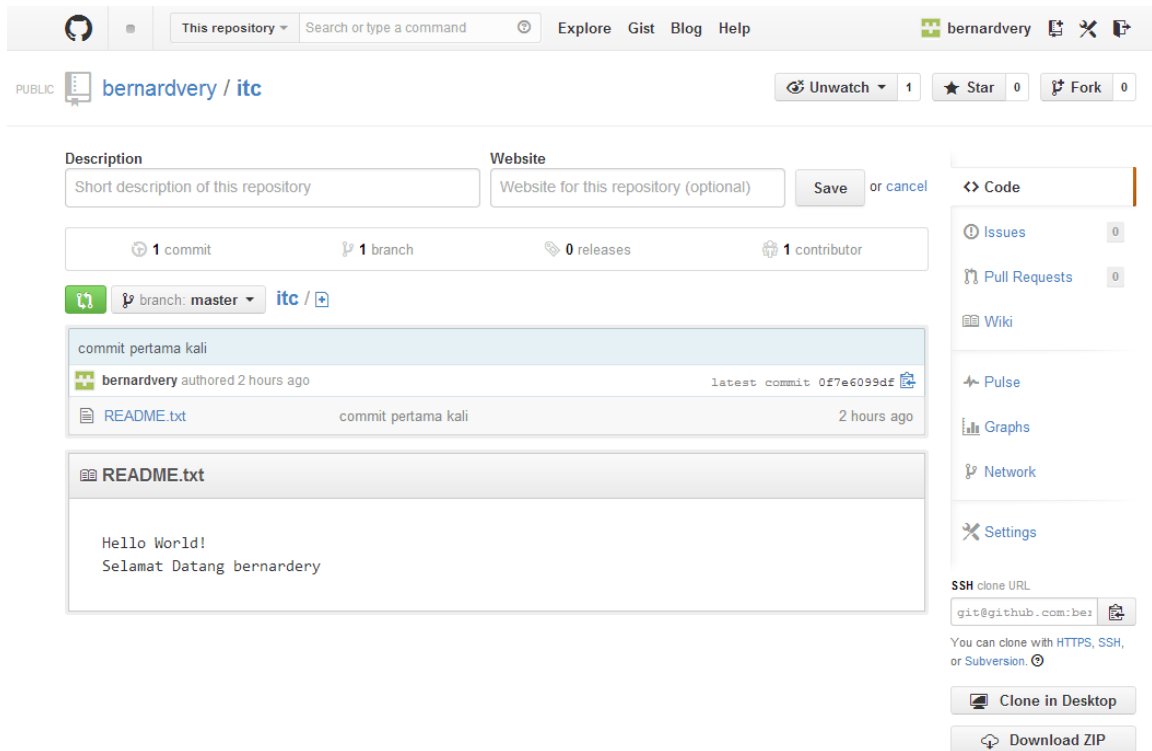 This repository Search or type a command Explore Gist Blog Help bernardvery
PUBLIC bernardvery / itc Unwatch 1 Star 0 Fork 0
Description Website
Short description of this repository Website for this repository (optional) Save or cancel
1 commit 1 branch 0 releases 1 contributor
branch: master itc /
commit pertama kali
bernardvery authored 2 hours ago latest commit 0f7e6099df
README.txt commit pertama kali 2 hours ago
README.txt
Hello World!
Selamat Datang bernardery
Code
Issues 0
Pull Requests 0
Wiki
Pulse
Graphs
Network
Settings
SSH clone URL
git@github.com:be
You can clone with HTTPS, SSH,
or Subversion.
Clone in Desktop
Download ZIP